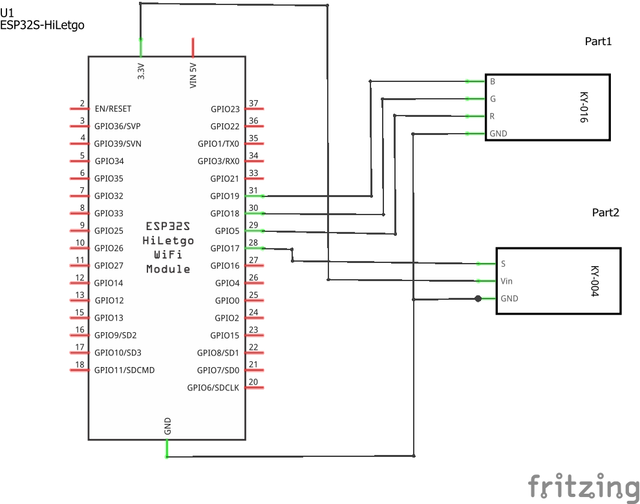 U1
ESP32S-HiLetgo
Part1
3.3V
VIN 5V
2 EN/RESET
3 GPIO36/SVP
4 GPIO39/SVN
5 GPIO34
6 GPIO35
7 GPIO32
8 GPIO33
9 GPIO25
10 GPIO26
11 GPIO27
12 GPIO14
13 GPIO12
15 GPIO13
16 GPIO9/SD2
17 GPIO10/SD3
18 GPIO11/SDCMD
ESP32S
HiLetgo
WiFi
Module
GPIO23 37
GPIO22 36
GPIO1/TX0 35
GPIO3/RX0 34
GPIO21 33
GPIO19 31
GPIO18 30
GPIO5 29
GPIO17 28
GPIO16 27
GPIO4 26
GPIO0 25
GPIO2 24
GPIO15 23
GPIO8/SD1 22
GPIO7/SD0 21
GPIO6/SDCLK 20
GND
B
G
R
GND
KY-016
Part2
S
Vin
GND
KY-004
fritzing